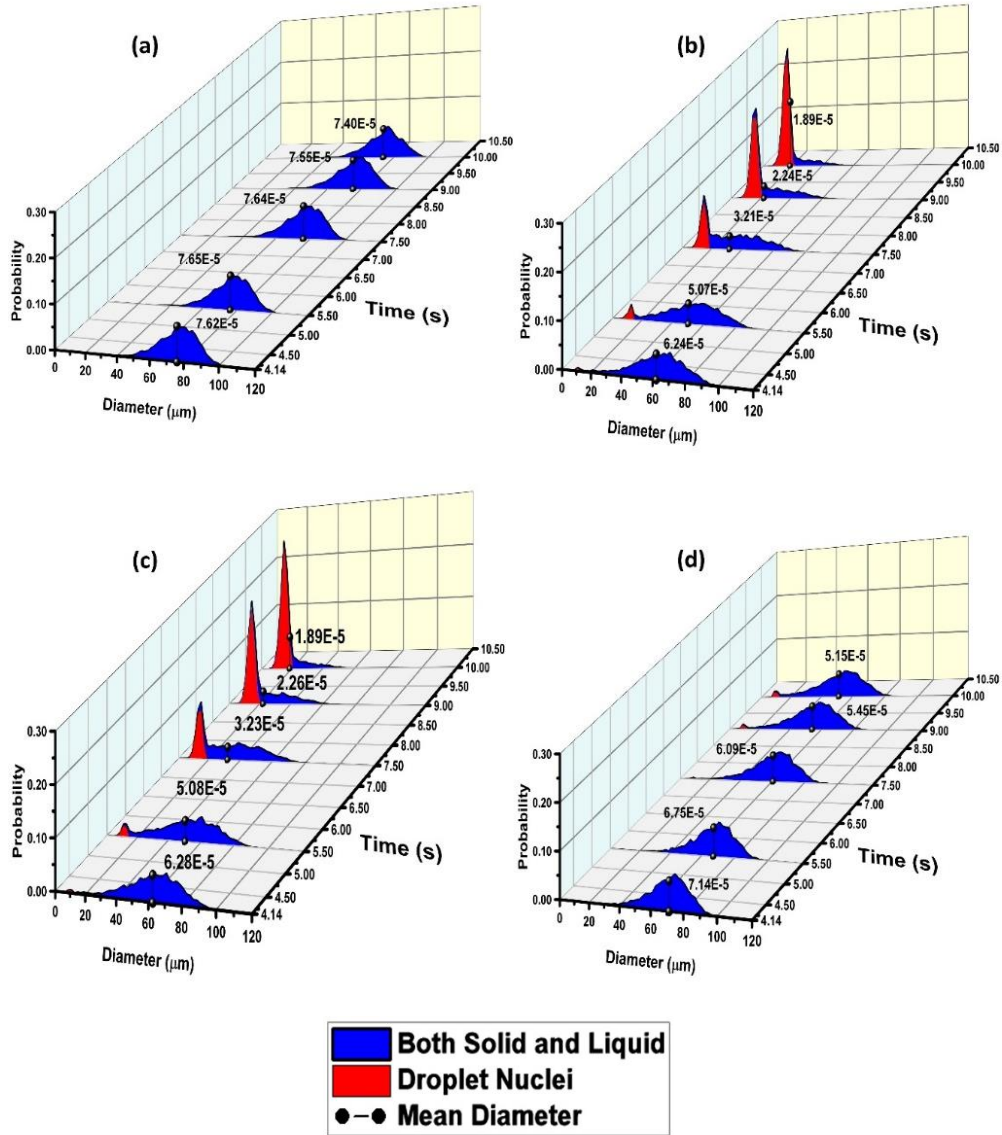 (a)
7.40E-5
7.55E-5
7.64E-5
7.65E-5
7.62E-5
0.30
0.20
0.10
0.00
Probability
0
20
40
60
80
100
120
Diameter (μm)
4.14
4.50
5.00
5.50
6.00
6.50
7.00
7.50
8.00
8.50
9.00
9.50
10.00
10.50
Time (s)
(b)
1.89E-5
2.24E-5
3.21E-5
5.07E-5
6.24E-5
0.30
0.20
0.10
0.00
Probability
0
20
40
60
80
100
120
Diameter (μm)
4.14
4.50
5.00
5.50
6.00
6.50
7.00
7.50
8.00
8.50
9.00
9.50
10.00
10.50
Time (s)
(c)
1.89E-5
2.26E-5
3.23E-5
5.08E-5
6.28E-5
0.30
0.20
0.10
0.00
Probability
0
20
40
60
80
100
120
Diameter (μm)
4.14
4.50
5.00
5.50
6.00
6.50
7.00
7.50
8.00
8.50
9.00
9.50
10.00
10.50
Time (s)
(d)
5.15E-5
5.45E-5
6.09E-5
6.75E-5
7.14E-5
0.30
0.20
0.10
0.00
Probability
0
20
40
60
80
100
120
Diameter (μm)
4.14
4.50
5.00
5.50
6.00
6.50
7.00
7.50
8.00
8.50
9.00
9.50
10.00
10.50
Time (s)
Both Solid and Liquid
Droplet Nuclei
Mean Diameter